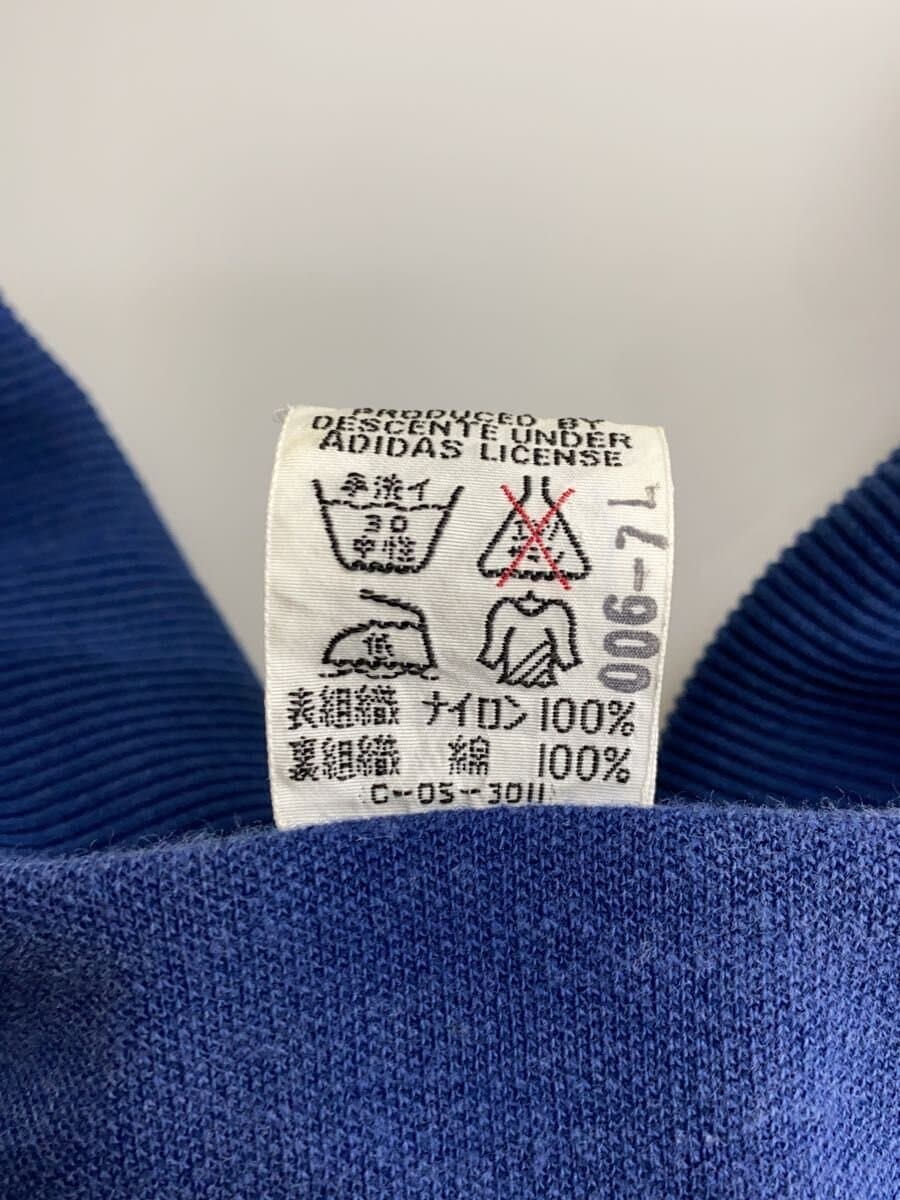 PRODUCED BY
DESCENTE UNDER
ADIDAS LICENSE
手洗イ
30
中性
低
006-7L
表組織 ナイロン 100%
裏組織 綿 100%
C-05-3011